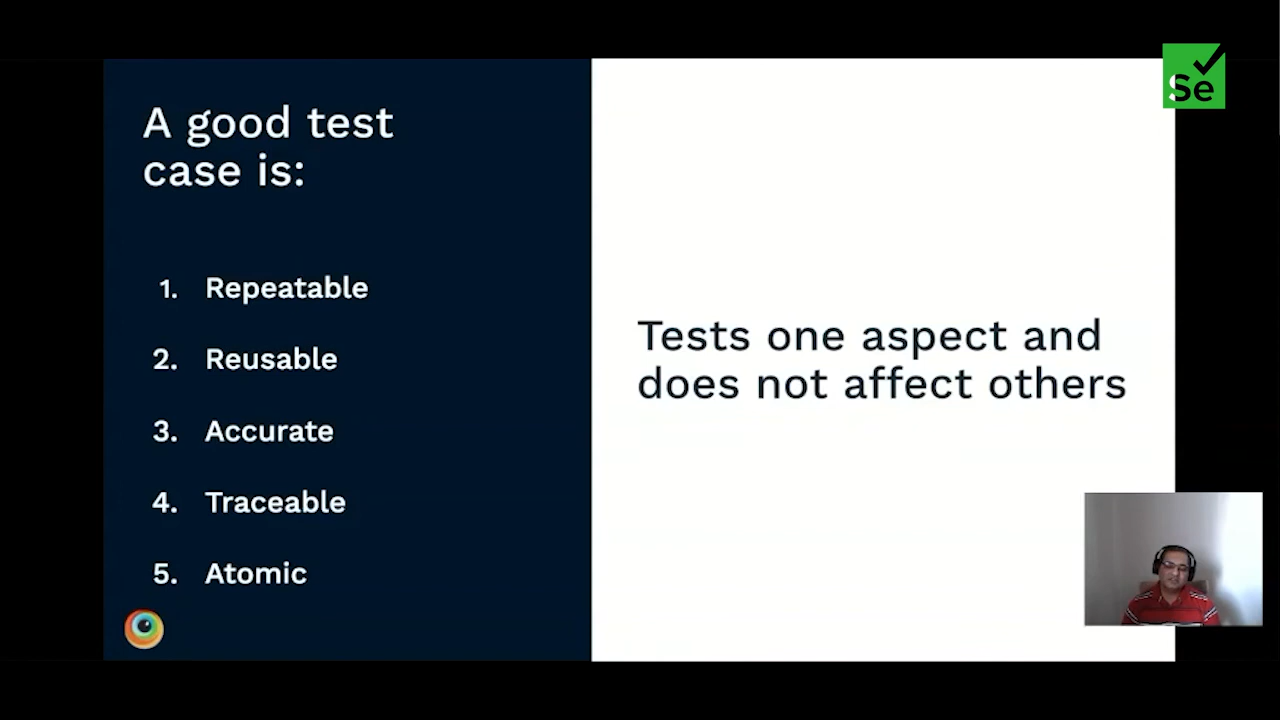 A good test
case is:
1. Repeatable
2. Reusable
3. Accurate
4. Traceable
5. Atomic
Tests one aspect and
does not affect others
Se